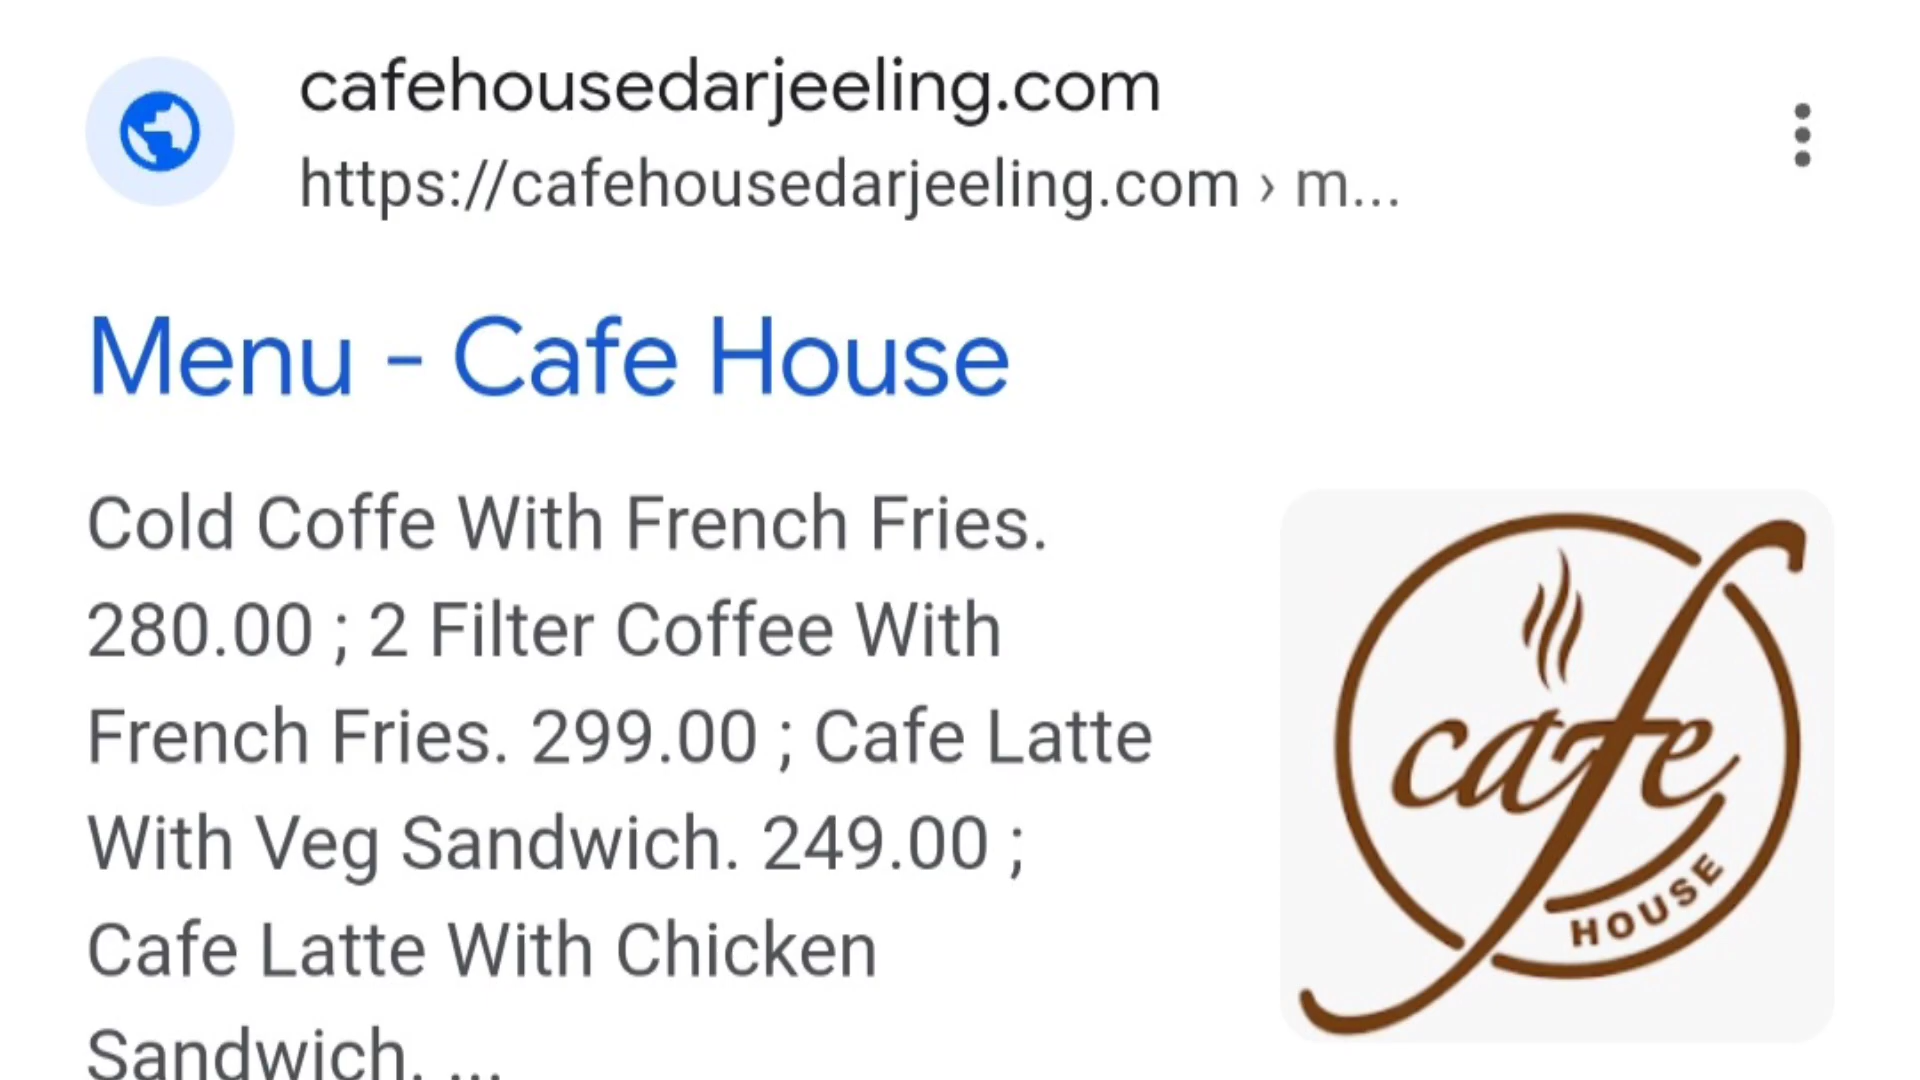 cafehousedarjeeling.com
https://cafehousedarjeeling.com › m...
Menu - Cafe House
Cold Coffe With French Fries.
280.00 ; 2 Filter Coffee With
French Fries. 299.00 ; Cafe Latte
With Veg Sandwich. 249.00 ;
Cafe Latte With Chicken
Sandwich. ...
cafe
HOUSE